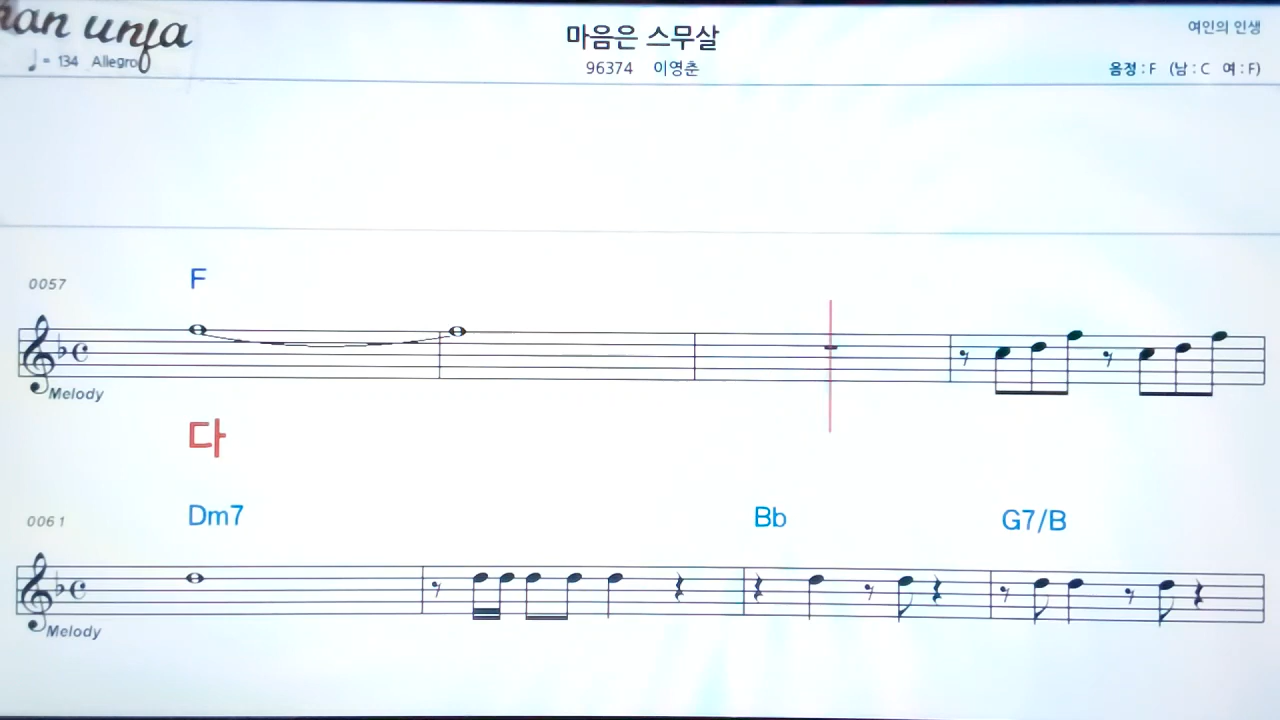 unja
마음은 스무살
여인의 인생
♩= 134 Allegro
96374 이영춘
음정 : F (남 : C 여 : F)
0057
F
Melody
다
0061
Dm7 Bb G7/B
Melody